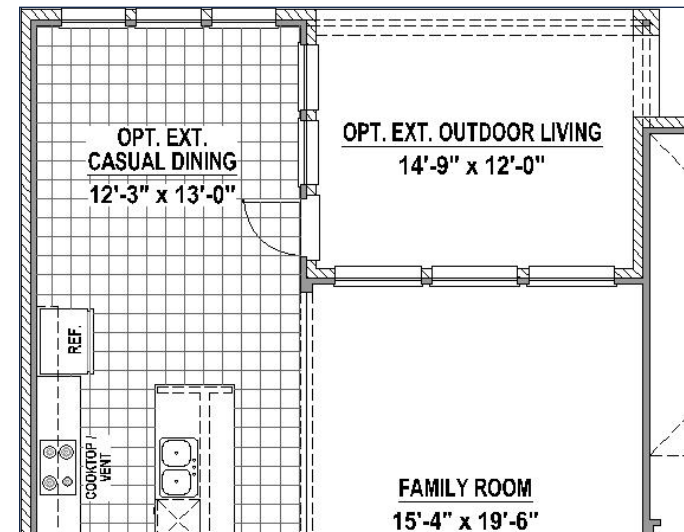 OPT. EXT.
CASUAL DINING
12'-3" x 13'-0"
OPT. EXT. OUTDOOR LIVING
14'-9" x 12'-0"
REF.
COOKTOP /
VENT
FAMILY ROOM
15'-4" x 19'-6"